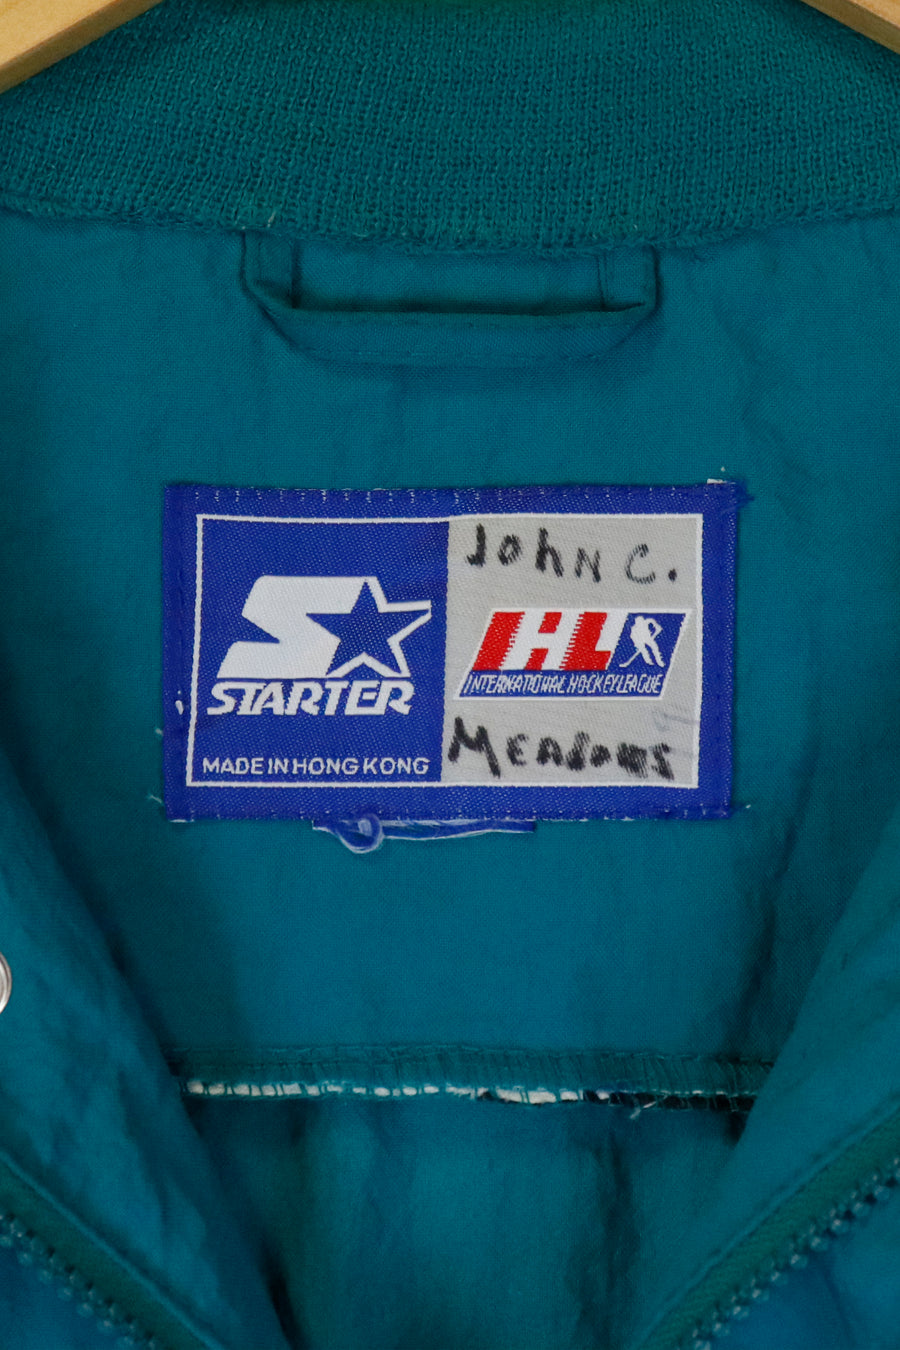 STARTER
MADE IN HONG KONG
John C.
IHL
INTERNATIONAL HOCKEY LEAGUE
MEADOWS